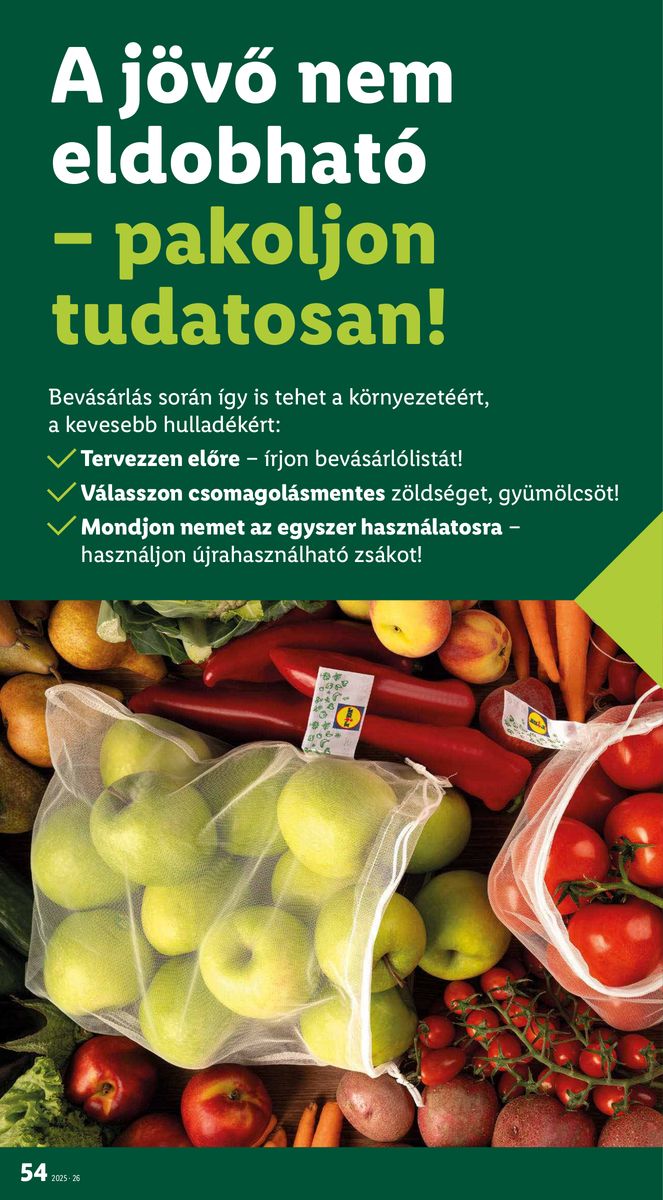 A jövő nem
eldobható
– pakoljon
tudatosan!
Bevásárlás során így is tehet a környezetéért,
a kevesebb hulladékért:
Tervezzen előre – írjon bevásárlólistát!
Válasszon csomagolásmentes zöldséget, gyümölcsöt!
Mondjon nemet az egyszer használatosra –
használjon újrahasználható zsákot!
54 2025 · 26